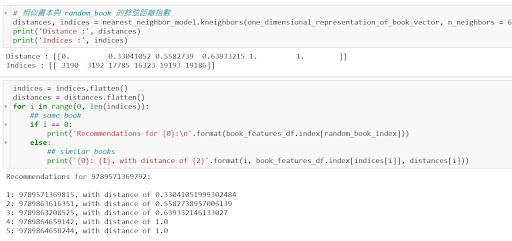 # 相似書本與 random_book 的餘弦距離指數
distances, indices = nearest_neighbor_model.kneighbors(one_dimensional_representation_of_book_vector, n_neighbors = 6
print('Distance :', distances)
print('Indices :', indices)
Distance : [[0.         0.33041052 0.5582739  0.63933215 1.         1.        ]]
Indices : [[ 3190  3192 17785 16323 19193 19186]]
indices = indices.flatten()
distances = distances.flatten()
for i in range(0, len(indices)):
    ## same book
    if i == 0:
        print('Recommendations for {0}:\n'.format(book_features_df.index[random_book_index]))
    else:
        ## similar books
        print('{0}: {1}, with distance of {2}'.format(i, book_features_df.index[indices[i]], distances[i]))
Recommendations for 9789571369792:
1: 9789571369815, with distance of 0.33041051999302484
2: 9789863616351, with distance of 0.5582738957006139
3: 9789863208525, with distance of 0.639332146133027
4: 9789864659142, with distance of 1.0
5: 9789864658244, with distance of 1.0